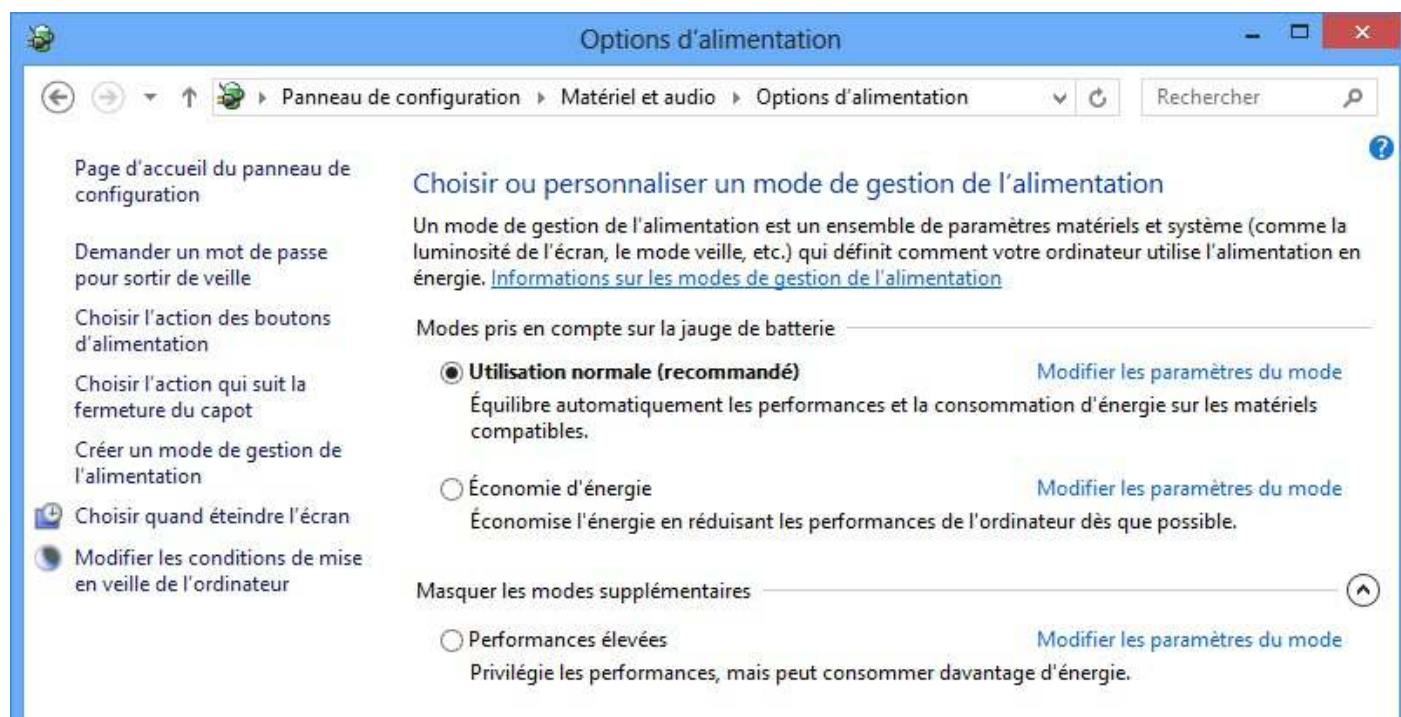 Options d'alimentation
Panneau de configuration ▸ Matériel et audio ▸ Options d'alimentation
Rechercher
Page d'accueil du panneau de
configuration
Demander un mot de passe
pour sortir de veille
Choisir l'action des boutons
d'alimentation
Choisir l'action qui suit la
fermeture du capot
Créer un mode de gestion de
l'alimentation
Choisir quand éteindre l'écran
Modifier les conditions de mise
en veille de l'ordinateur
Choisir ou personnaliser un mode de gestion de l'alimentation
Un mode de gestion de l'alimentation est un ensemble de paramètres matériels et système (comme la
luminosité de l'écran, le mode veille, etc.) qui définit comment votre ordinateur utilise l'alimentation en
énergie. Informations sur les modes de gestion de l'alimentation
Modes pris en compte sur la jauge de batterie
Utilisation normale (recommandé) Modifier les paramètres du mode
Équilibre automatiquement les performances et la consommation d'énergie sur les matériels
compatibles.
Économie d'énergie Modifier les paramètres du mode
Économise l'énergie en réduisant les performances de l'ordinateur dès que possible.
Masquer les modes supplémentaires
Performances élevées Modifier les paramètres du mode
Privilégie les performances, mais peut consommer davantage d'énergie.